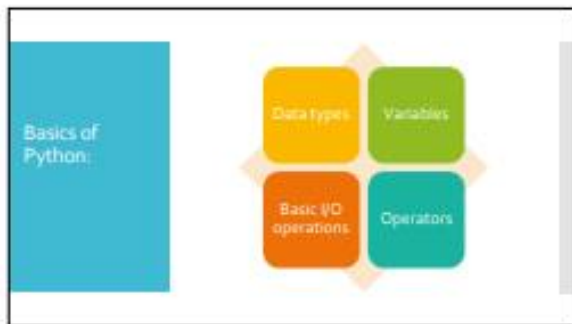 Basics of
Python:
Data types
Variables
Basic I/O
operations
Operators